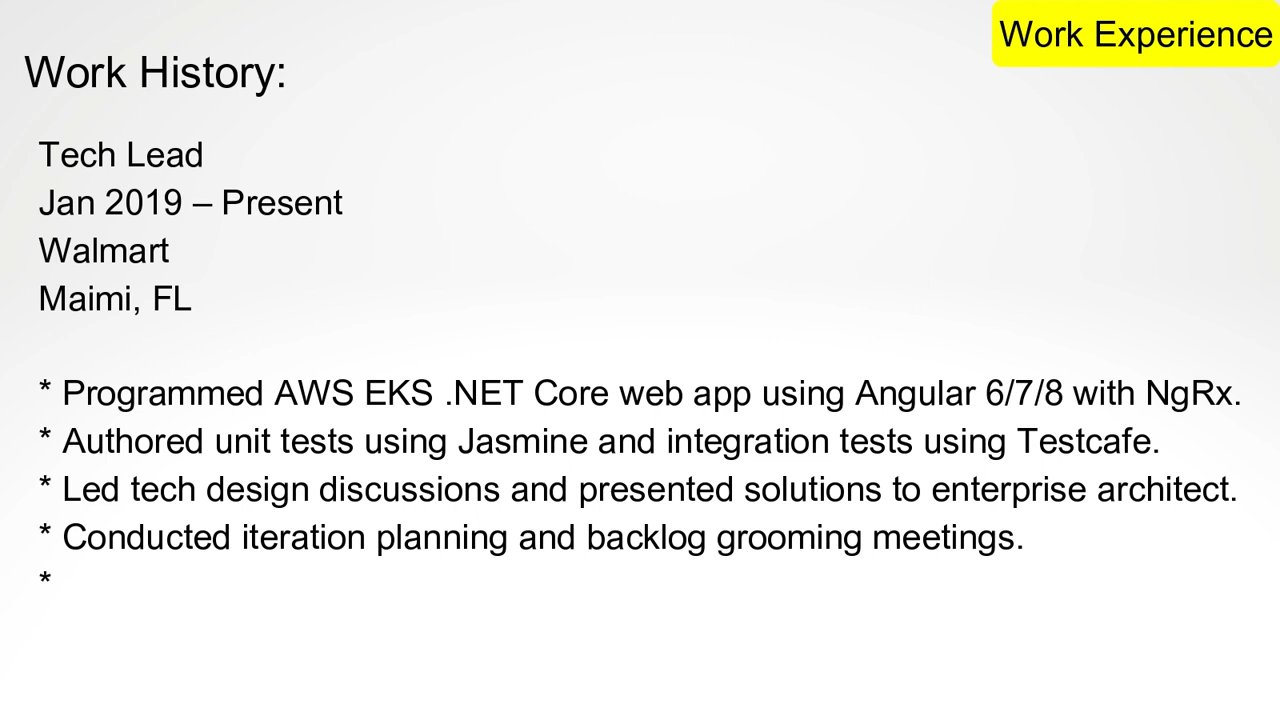 Work Experience
Work History:
Tech Lead
Jan 2019 – Present
Walmart
Maimi, FL
* Programmed AWS EKS .NET Core web app using Angular 6/7/8 with NgRx.
* Authored unit tests using Jasmine and integration tests using Testcafe.
* Led tech design discussions and presented solutions to enterprise architect.
* Conducted iteration planning and backlog grooming meetings.
*